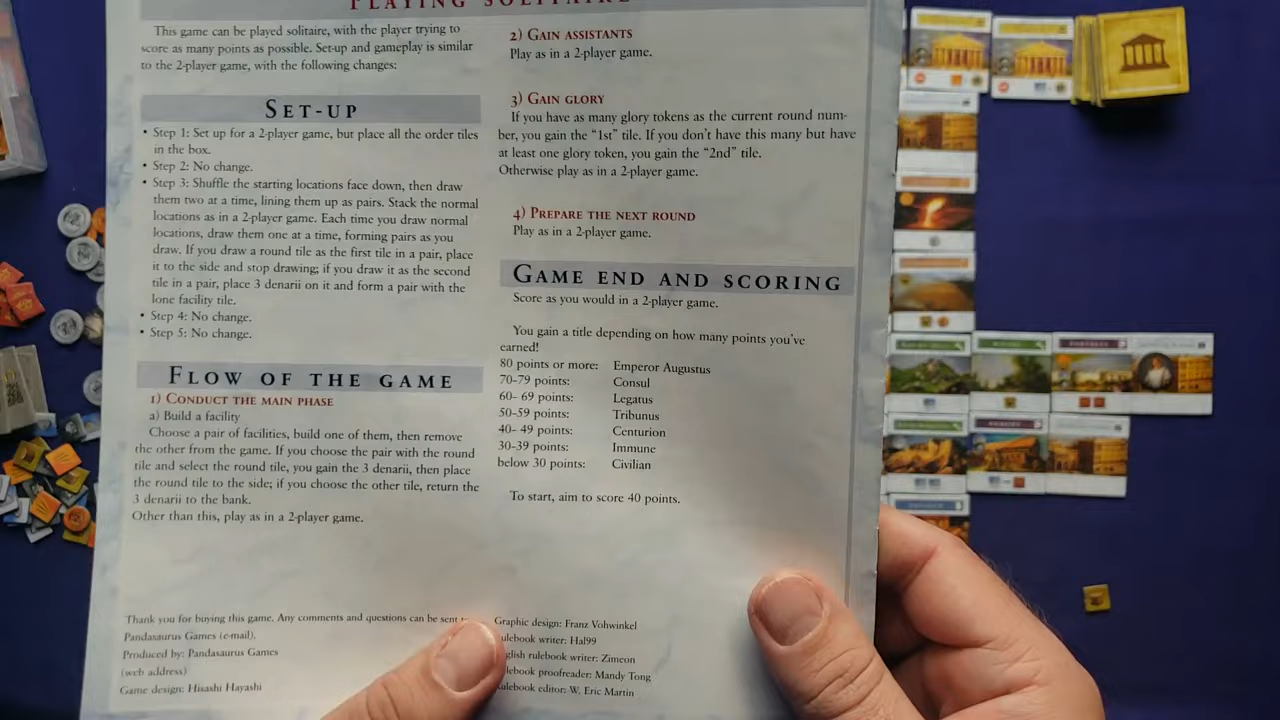 PLAYING SOLITAIRE
This game can be played solitaire, with the player trying to
score as many points as possible. Set-up and gameplay is similar
to the 2-player game, with the following changes:
SET-UP
• Step 1: Set up for a 2-player game, but place all the order tiles
in the box.
• Step 2: No change.
• Step 3: Shuffle the starting locations face down, then draw
them two at a time, lining them up as pairs. Stack the normal
locations as in a 2-player game. Each time you draw normal
locations, draw them one at a time, forming pairs as you
draw. If you draw a round tile as the first tile in a pair, place
it to the side and stop drawing; if you draw it as the second
tile in a pair, place 3 denarii on it and form a pair with the
lone facility tile.
• Step 4: No change.
• Step 5: No change.
FLOW OF THE GAME
1) CONDUCT THE MAIN PHASE
a) Build a facility
Choose a pair of facilities, build one of them, then remove
the other from the game. If you choose the pair with the round
tile and select the round tile, you gain the 3 denarii, then place
the round tile to the side; if you choose the other tile, return the
3 denarii to the bank.
Other than this, play as in a 2-player game.
2) GAIN ASSISTANTS
Play as in a 2-player game.
3) GAIN GLORY
If you have as many glory tokens as the current round num-
ber, you gain the “1st” tile. If you don’t have this many but have
at least one glory token, you gain the “2nd” tile.
Otherwise play as in a 2-player game.
4) PREPARE THE NEXT ROUND
Play as in a 2-player game.
GAME END AND SCORING
Score as you would in a 2-player game.
You gain a title depending on how many points you’ve
earned!
80 points or more: Emperor Augustus
70-79 points: Consul
60- 69 points: Legatus
50-59 points: Tribunus
40- 49 points: Centurion
30-39 points: Immune
below 30 points: Civilian
To start, aim to score 40 points.
Thank you for buying this game. Any comments and questions can be sent
Pandasaurus Games (e-mail).
Produced by: Pandasaurus Games
(web address)
Game design: Hisashi Hayashi
Graphic design: Franz Vohwinkel
ulebook writer: Hal99
glish rulebook writer: Zimeon
lebook proofreader: Mandy Tong
ulebook editor: W. Eric Martin